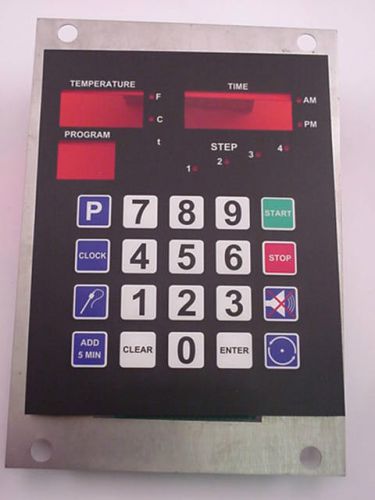 TEMPERATURE TIME
F AM
C PM
PROGRAM t
STEP
1 2 3 4
P 7 8 9 START
CLOCK 4 5 6 STOP
1 2 3
ADD 5 MIN CLEAR 0 ENTER